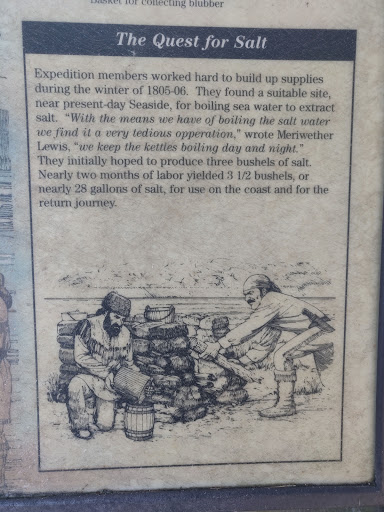 Basket for collecting blubber
The Quest for Salt
Expedition members worked hard to build up supplies
during the winter of 1805-06. They found a suitable site,
near present-day Seaside, for boiling sea water to extract
salt. "With the means we have of boiling the salt water
we find it a very tedious opperation," wrote Meriwether
Lewis, "we keep the kettles boiling day and night."
They initially hoped to produce three bushels of salt.
Nearly two months of labor yielded 3 1/2 bushels, or
nearly 28 gallons of salt, for use on the coast and for the
return journey.